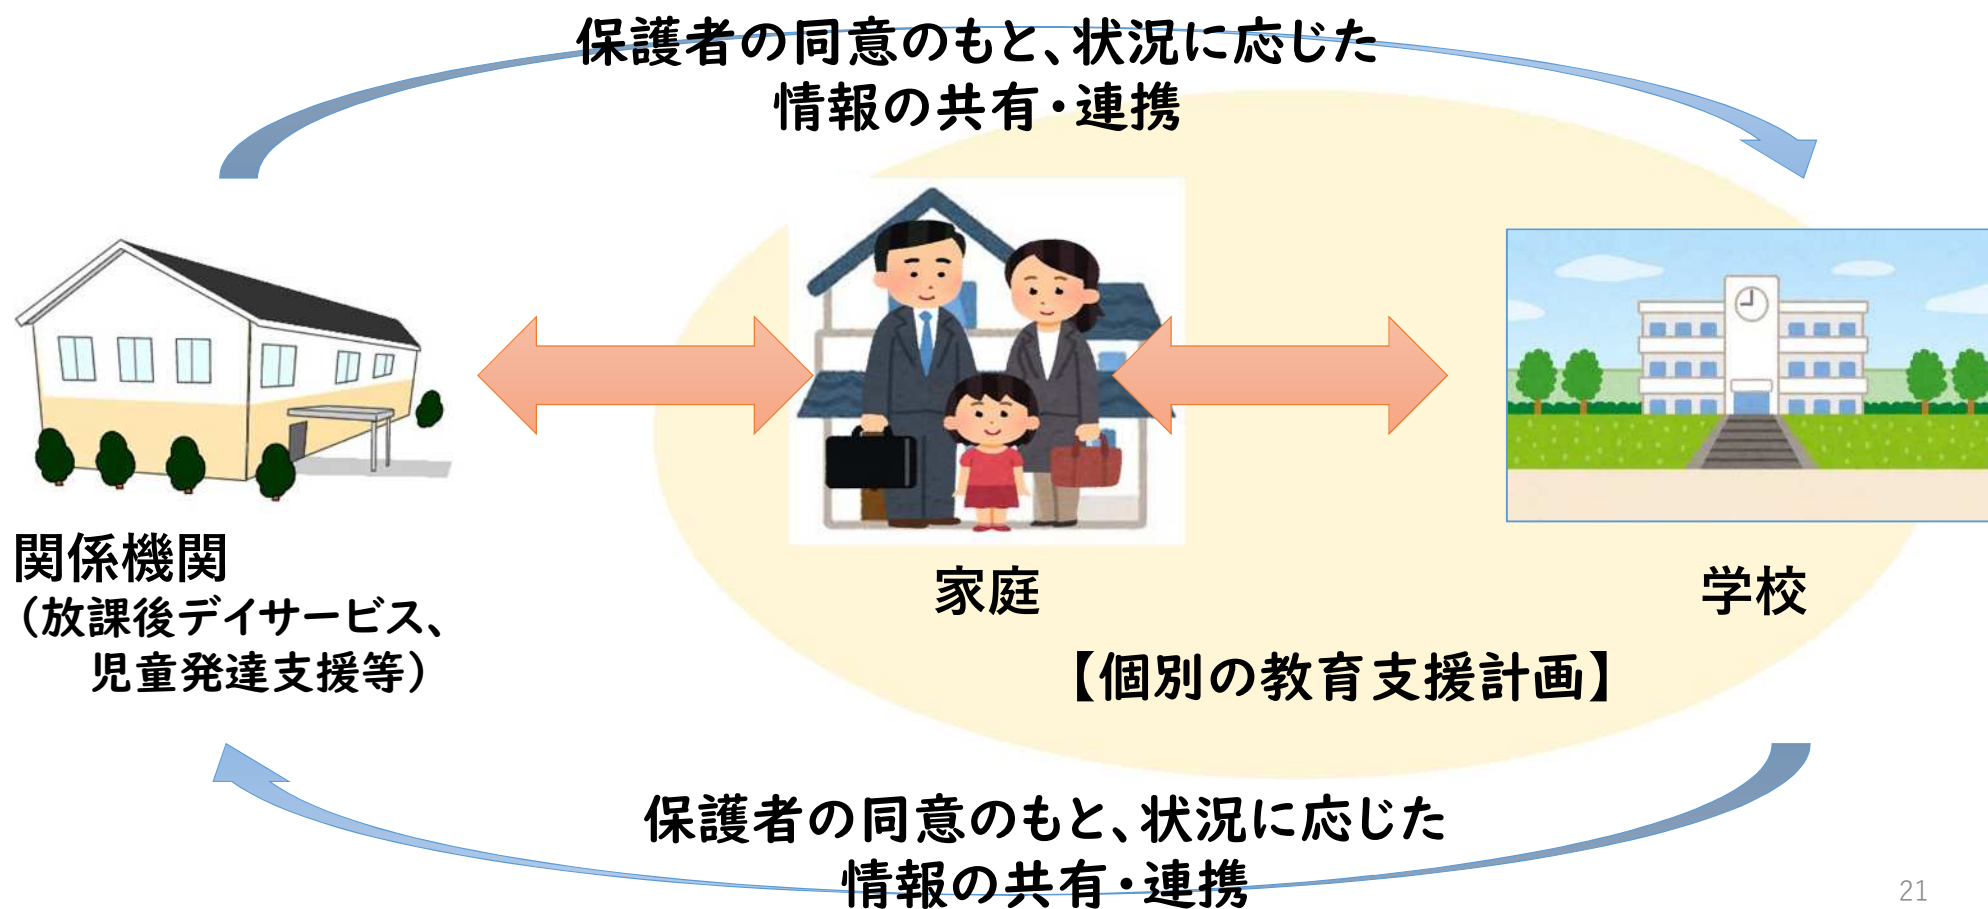 保護者の同意のもと、状況に応じた
情報の共有・連携
関係機関
（放課後デイサービス、
児童発達支援等）
家庭
学校
【個別の教育支援計画】
保護者の同意のもと、状況に応じた
情報の共有・連携
21